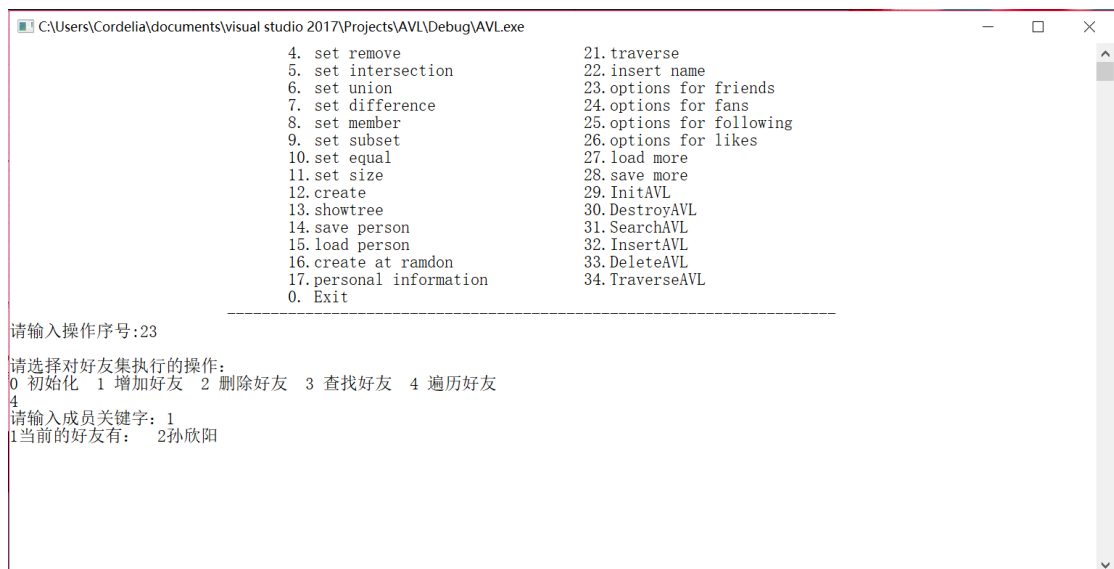 C:\Users\Cordelia\documents\visual studio 2017\Projects\AVL\Debug\AVL.exe
4. set remove 21.traverse
5. set intersection 22.insert name
6. set union 23.options for friends
7. set difference 24.options for fans
8. set member 25.options for following
9. set subset 26.options for likes
10.set equal 27.load more
11.set size 28.save more
12.create 29.InitAVL
13.showtree 30.DestroyAVL
14.save person 31.SearchAVL
15.load person 32.InsertAVL
16.create at ramdon 33.DeleteAVL
17.personal information 34.TraverseAVL
0. Exit
----------------------------------------------------------------------
请输入操作序号:23
请选择对好友集执行的操作:
0 初始化 1 增加好友 2 删除好友 3 查找好友 4 遍历好友
4
请输入成员关键字: 1
1当前的好友有: 2孙欣阳